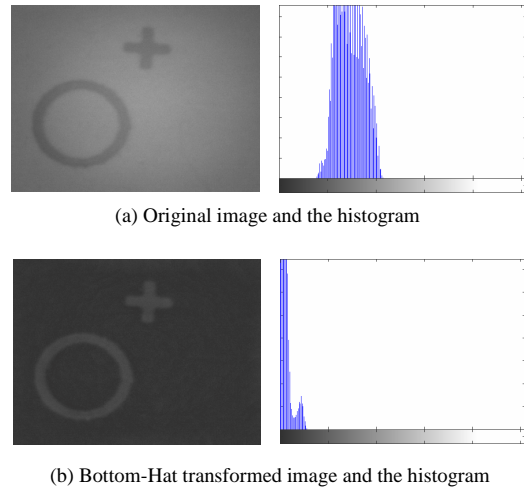 (a) Original image and the histogram
(b) Bottom-Hat transformed image and the histogram